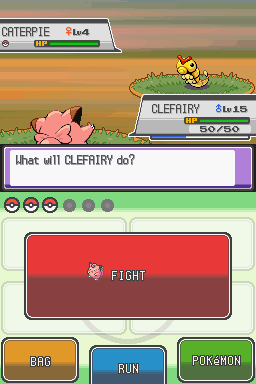 CATERPIE ♀Lv4
HP
CLEFAIRY ♂Lv15
HP
50/50
What will CLEFAIRY do?
FIGHT
BAG
RUN
POKéMON